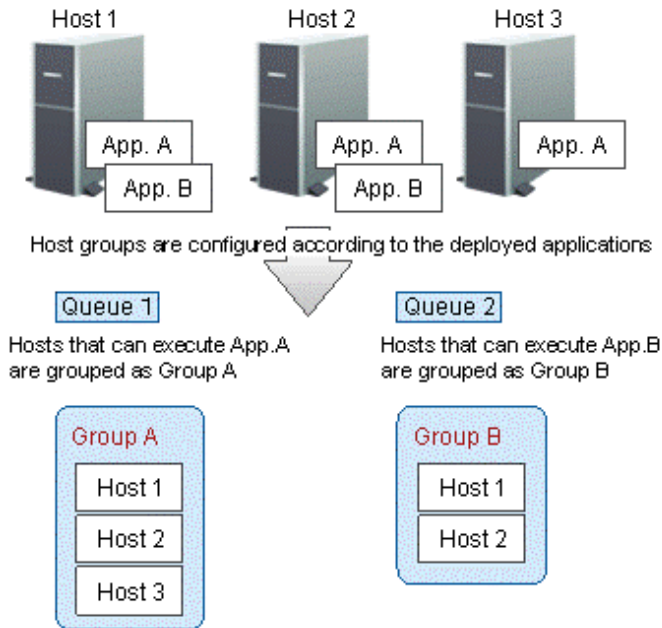 Host 1
Host 2
Host 3
App. A
App. B
App. A
App. B
App. A
Host groups are configured according to the deployed applications
Queue 1
Hosts that can execute App.A
are grouped as Group A
Group A
Host 1
Host 2
Host 3
Queue 2
Hosts that can execute App.B
are grouped as Group B
Group B
Host 1
Host 2